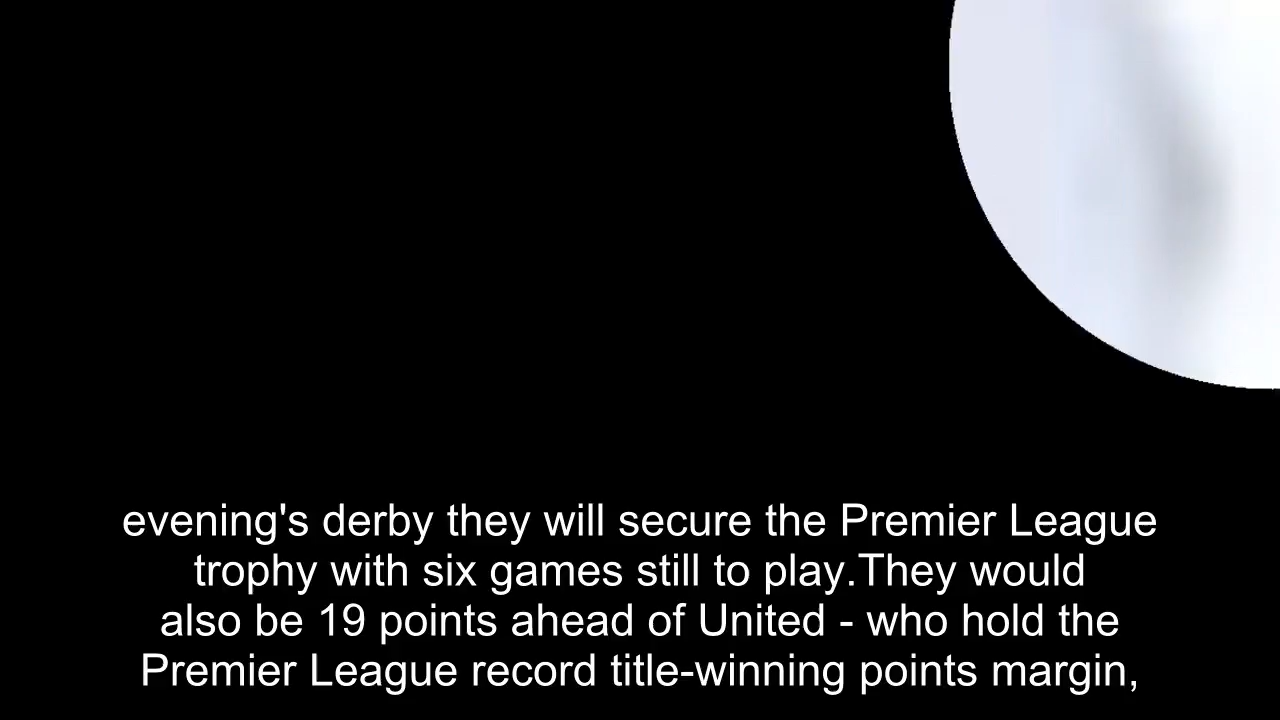 evening's derby they will secure the Premier League
trophy with six games still to play.They would
also be 19 points ahead of United - who hold the
Premier League record title-winning points margin,